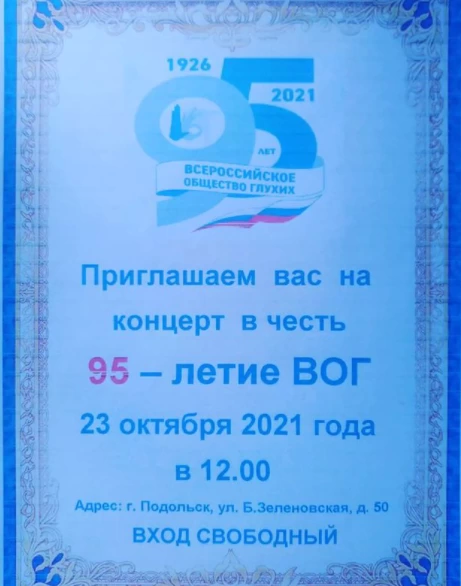 1926
2021
95
ЛЕТ
ВСЕРОССИЙСКОЕ
ОБЩЕСТВО ГЛУХИХ
Приглашаем вас на
концерт в честь
95 – летие ВОГ
23 октября 2021 года
в 12.00
Адрес: г. Подольск, ул. Б.Зеленовская, д. 50
ВХОД СВОБОДНЫЙ